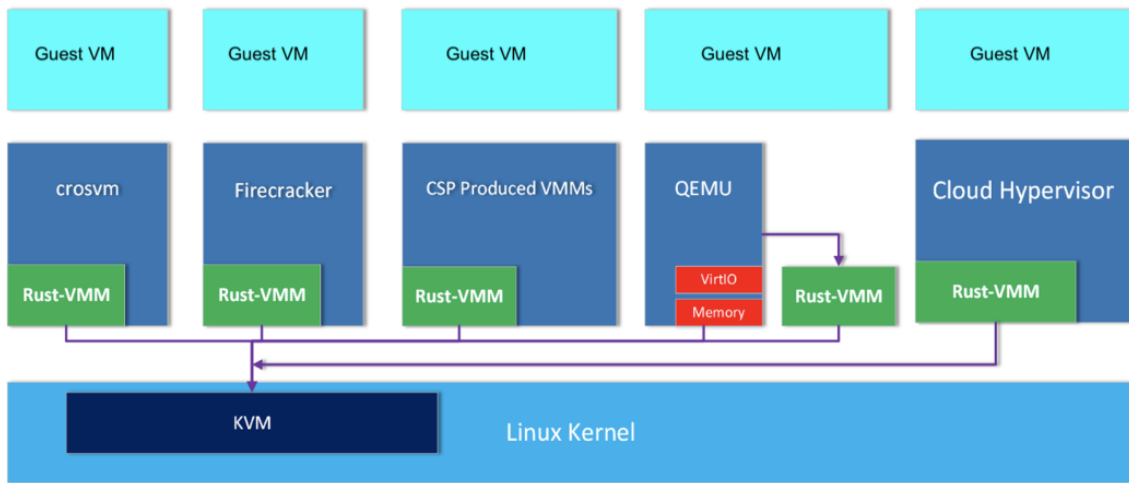 Guest VM
Guest VM
Guest VM
Guest VM
Guest VM
crosvm
Firecracker
CSP Produced VMMs
QEMU
Cloud Hypervisor
Rust-VMM
Rust-VMM
Rust-VMM
VirtIO
Memory
Rust-VMM
Rust-VMM
KVM
Linux Kernel